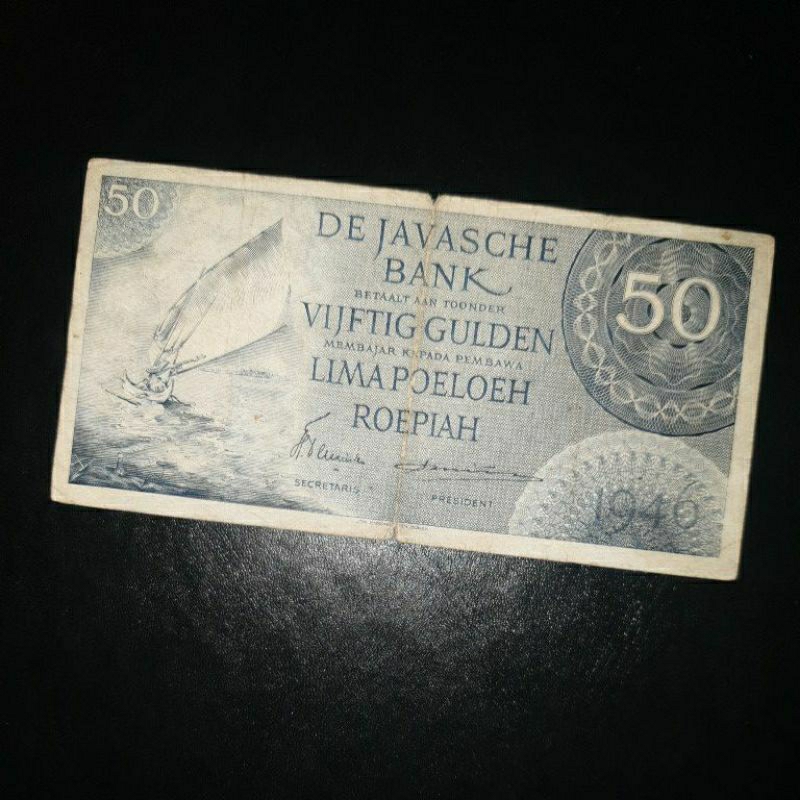 50
DE JAVASCHE
BANK
BETAALT AAN TOONDER
VIJFTIG GULDEN
MEMBAJAR KEPADA PEMBAWA
LIMA POELOEH
ROEPIAH
50
SECRETARIS
PRESIDENT
1946